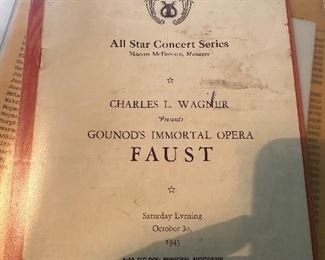 All Star Concert Series
Marvin McDonald, Manager
CHARLES L. WAGNER
Presents
GOUNOD'S IMMORTAL OPERA
FAUST
Saturday Evening
October 30,
1943